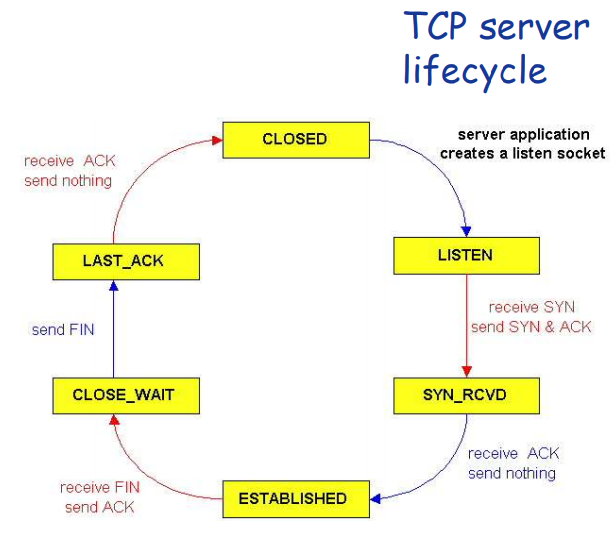 TCP server
lifecycle
CLOSED
server application
creates a listen socket
receive ACK
send nothing
LAST_ACK
LISTEN
receive SYN
send SYN & ACK
send FIN
CLOSE_WAIT
SYN_RCVD
receive ACK
send nothing
receive FIN
send ACK
ESTABLISHED